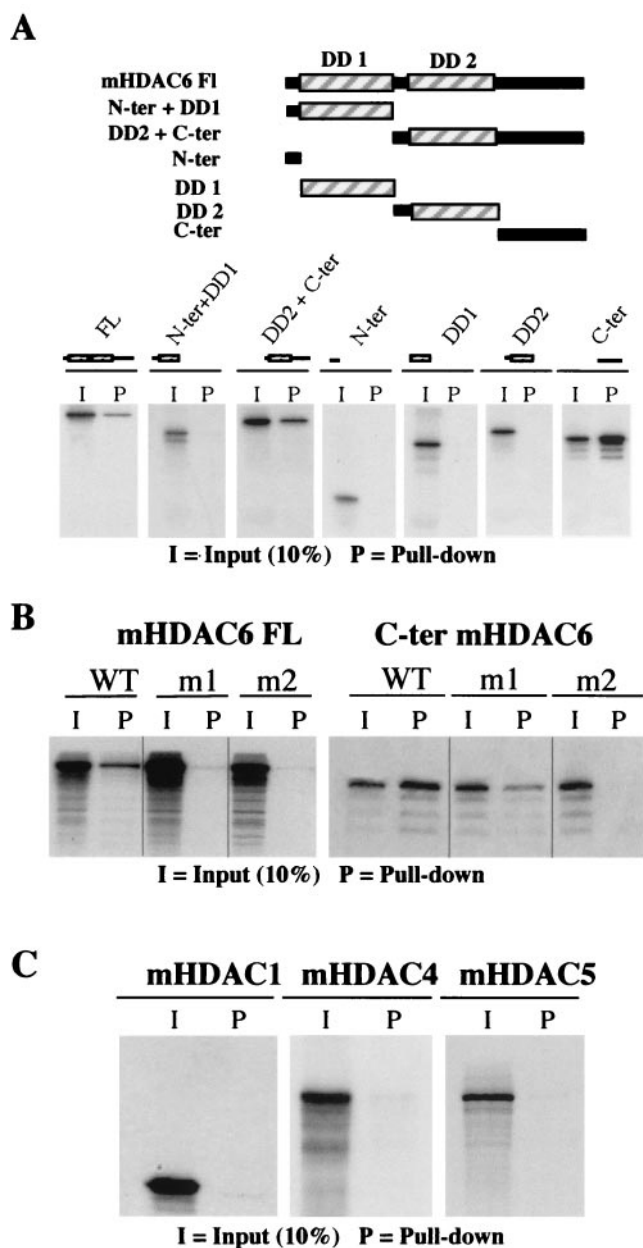 A
DD 1 DD 2
mHDAC6 Fl
N-ter + DD1
DD2 + C-ter
N-ter
DD 1
DD 2
C-ter
FL N-ter+DD1 DD2 + C-ter N-ter DD1 DD2 C-ter
I P I P I P I P I P I P I P
I = Input (10%) P = Pull-down
B
mHDAC6 FL C-ter mHDAC6
WT m1 m2 WT m1 m2
I P I P I P I P I P I P
I = Input (10%) P = Pull-down
C
mHDAC1 mHDAC4 mHDAC5
I P I P I P
I = Input (10%) P = Pull-down